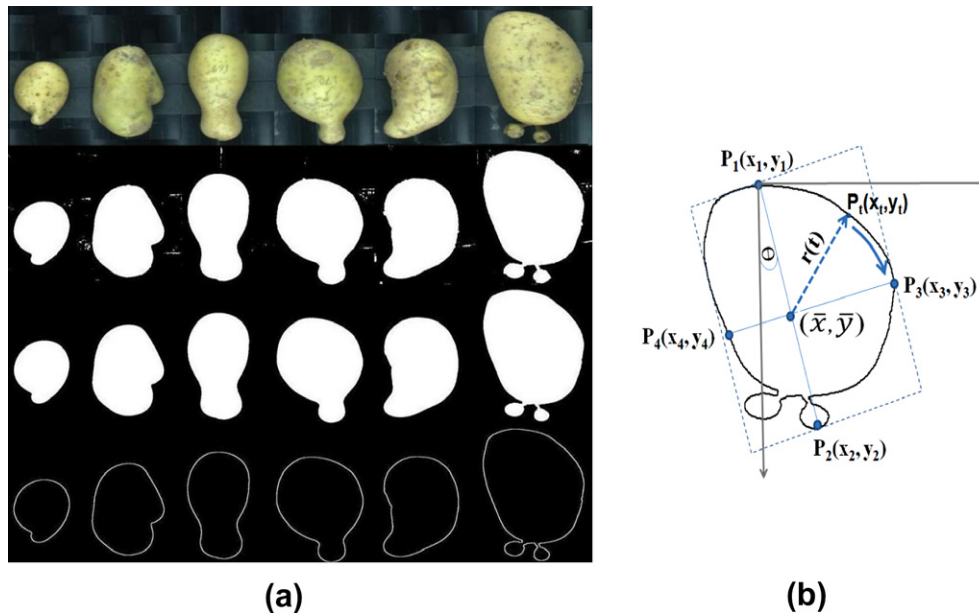 P1(x1, y1)
Pt(xt,yt)
r(t)
Θ
P3(x3, y3)
(x̄, ȳ)
P4(x4, y4)
P2(x2, y2)
(a)
(b)